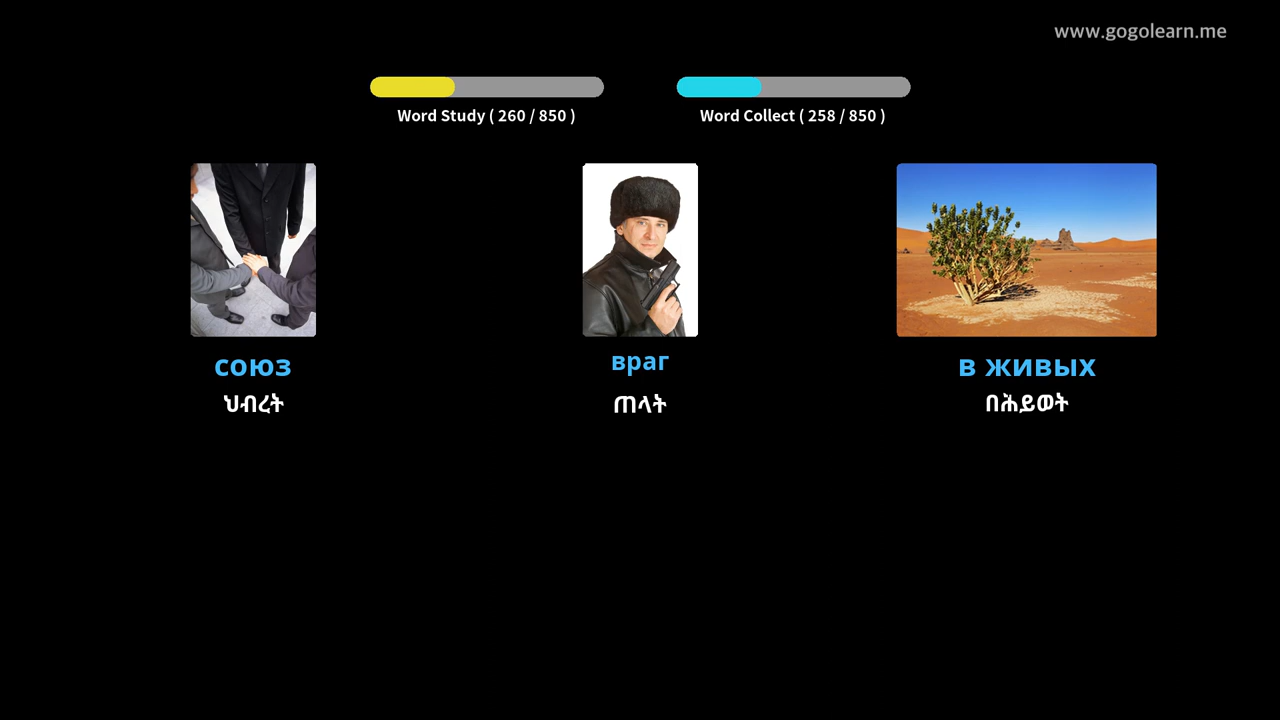 www.gogolearn.me
Word Study ( 260 / 850 )
Word Collect ( 258 / 850 )
союз
враг
в живых
ህብረት
ጠላት
በሕይወት